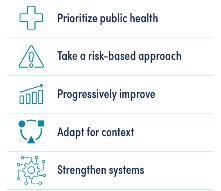 Prioritize public health
Take a risk-based approach
Progressively improve
Adapt for context
Strengthen systems